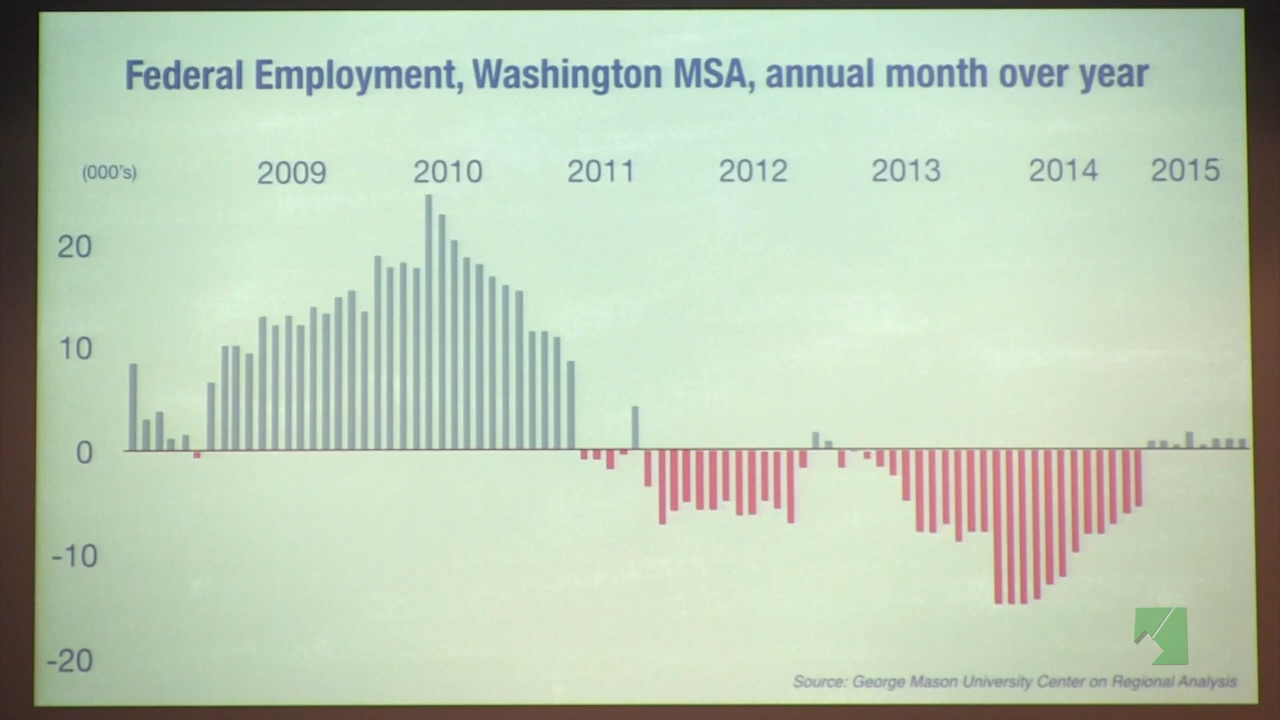 Federal Employment, Washington MSA, annual month over year
(000's) 2009 2010 2011 2012 2013 2014 2015
20
10
0
-10
-20
Source: George Mason University Center on Regional Analysis